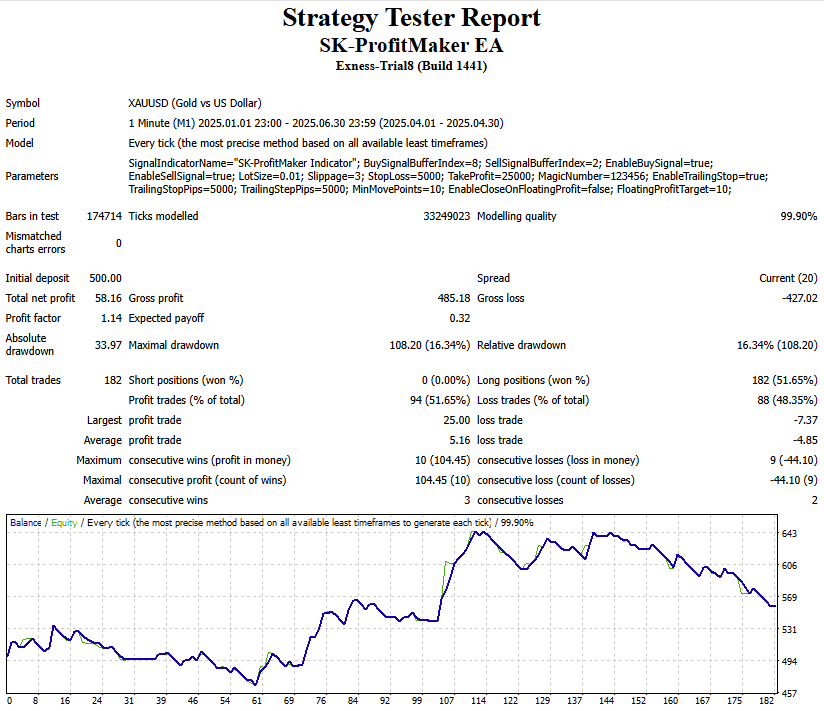 Strategy Tester Report
SK-ProfitMaker EA
Exness-Trial8 (Build 1441)
Symbol XAUUSD (Gold vs US Dollar)
Period 1 Minute (M1) 2025.01.01 23:00 - 2025.06.30 23:59 (2025.04.01 - 2025.04.30)
Model Every tick (the most precise method based on all available least timeframes)
Parameters SignalIndicatorName="SK-ProfitMaker Indicator"; BuySignalBufferIndex=8; SellSignalBufferIndex=2; EnableBuySignal=true;
EnableSellSignal=true; LotSize=0.01; Slippage=3; StopLoss=5000; TakeProfit=25000; MagicNumber=123456; EnableTrailingStop=true;
TrailingStopPips=5000; TrailingStepPips=5000; MinMovePoints=10; EnableCloseOnFloatingProfit=false; FloatingProfitTarget=10;
Bars in test 174714 Ticks modelled 33249023 Modelling quality 99.90%
Mismatched
charts errors 0
Initial deposit 500.00 Spread Current (20)
Total net profit 58.16 Gross profit 485.18 Gross loss -427.02
Profit factor 1.14 Expected payoff 0.32
Absolute
drawdown 33.97 Maximal drawdown 108.20 (16.34%) Relative drawdown 16.34% (108.20)
Total trades 182 Short positions (won %) 0 (0.00%) Long positions (won %) 182 (51.65%)
Profit trades (% of total) 94 (51.65%) Loss trades (% of total) 88 (48.35%)
Largest profit trade 25.00 loss trade -7.37
Average profit trade 5.16 loss trade -4.85
Maximum consecutive wins (profit in money) 10 (104.45) consecutive losses (loss in money) 9 (-44.10)
Maximal consecutive profit (count of wins) 104.45 (10) consecutive loss (count of losses) -44.10 (9)
Average consecutive wins 3 consecutive losses 2
Balance / Equity / Every tick (the most precise method based on all available least timeframes to generate each tick) / 99.90%
643
606
569
531
494
457
0 8 16 24 31 39 46 54 61 69 76 84 92 99 107 114 122 129 137 144 152 160 167 175 182